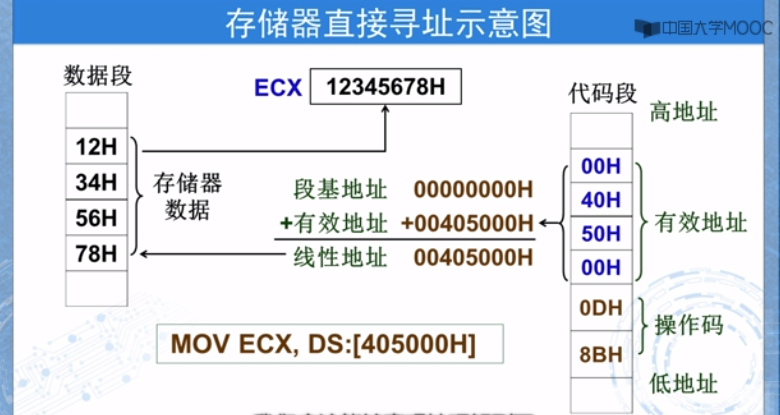 存储器直接寻址示意图
中国大学MOOC
数据段
12H
34H
56H
78H
存储器
数据
ECX 12345678H
段基地址 00000000H
+有效地址 +00405000H
线性地址 00405000H
MOV ECX, DS:[405000H]
代码段
高地址
00H
40H
50H
00H
有效地址
0DH
8BH
操作码
低地址